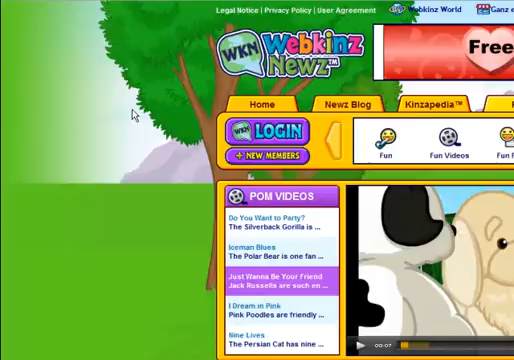 Legal Notice | Privacy Policy | User Agreement
Webkinz World
Ganz e
WKN Webkinz
Newz™
Free
Home
Newz Blog
Kinzapedia™
WKN LOGIN
+ NEW MEMBERS
Fun
Fun Videos
POM VIDEOS
Do You Want to Party?
The Silverback Gorilla is ...
Iceman Blues
The Polar Bear is one fan ...
Just Wanna Be Your Friend
Jack Russells are such en ...
I Dream in Pink
Pink Poodles are friendly ...
Nine Lives
The Persian Cat has nine ...
00:07